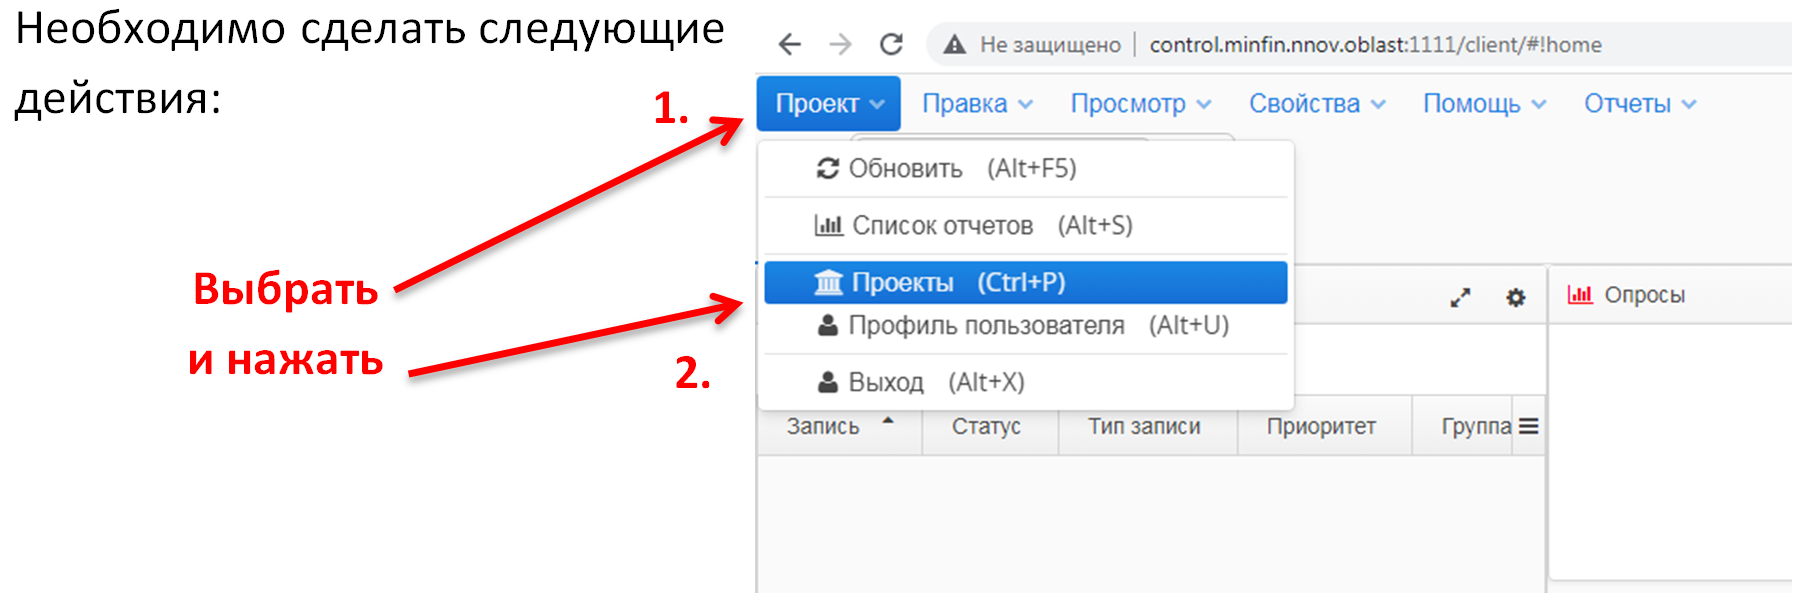 Необходимо сделать следующие
действия:
1.
Выбрать
и нажать
2.
Не защищено | control.minfin.nnov.oblast:1111/client/#!home
Проект Правка Просмотр Свойства Помощь Отчеты
Обновить (Alt+F5)
Список отчетов (Alt+S)
Проекты (Ctrl+P)
Профиль пользователя (Alt+U)
Выход (Alt+X)
Опросы
Запись Статус Тип записи Приоритет Группа